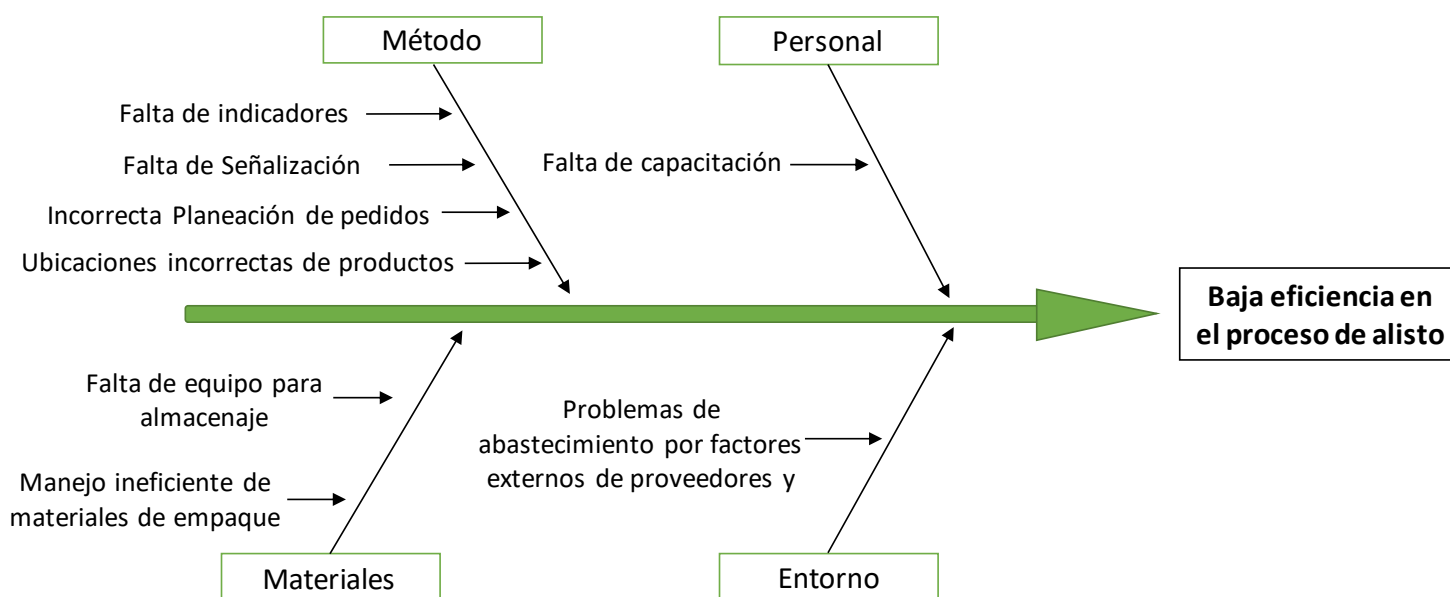 Método
Personal
Falta de indicadores
Falta de Señalización
Falta de capacitación
Incorrecta Planeación de pedidos
Ubicaciones incorrectas de productos
Baja eficiencia en
el proceso de alisto
Falta de equipo para
almacenaje
Problemas de
abastecimiento por factores
externos de proveedores y
Manejo ineficiente de
materiales de empaque
Materiales
Entorno